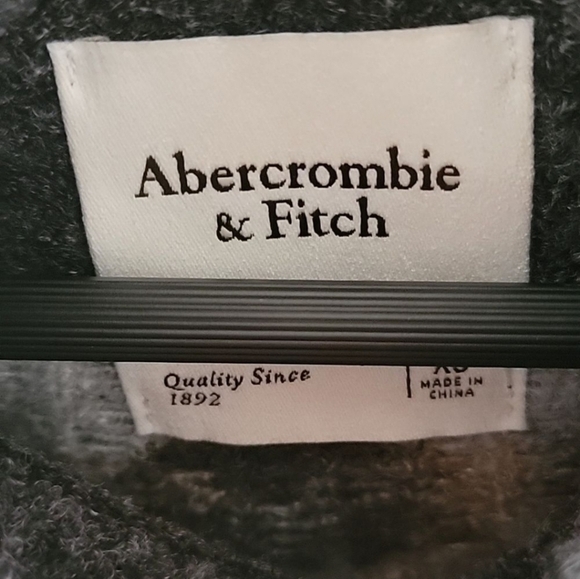 Abercrombie
& Fitch
Quality Since
1892
MADE IN
CHINA